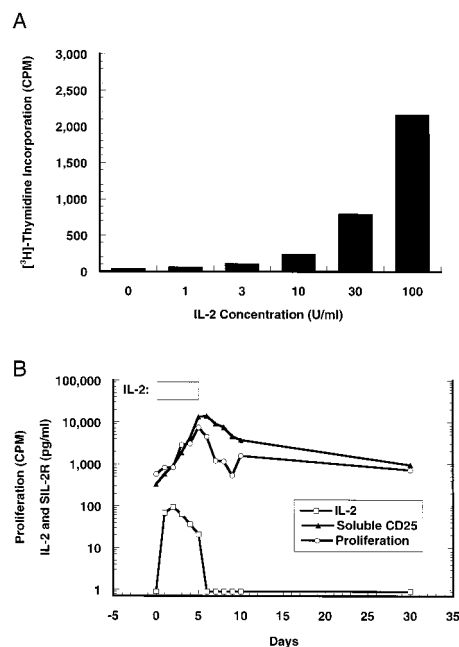 A
[³H]-Thymidine Incorporation (CPM)
3,000
2,500
2,000
1,500
1,000
500
0
0 1 3 10 30 100
IL-2 Concentration (U/ml)
B
Proliferation (CPM)
IL-2 and SIL-2R (pg/ml)
100,000
10,000
1,000
100
10
1
IL-2:
IL-2
Soluble CD25
Proliferation
-5 0 5 10 15 20 25 30 35
Days